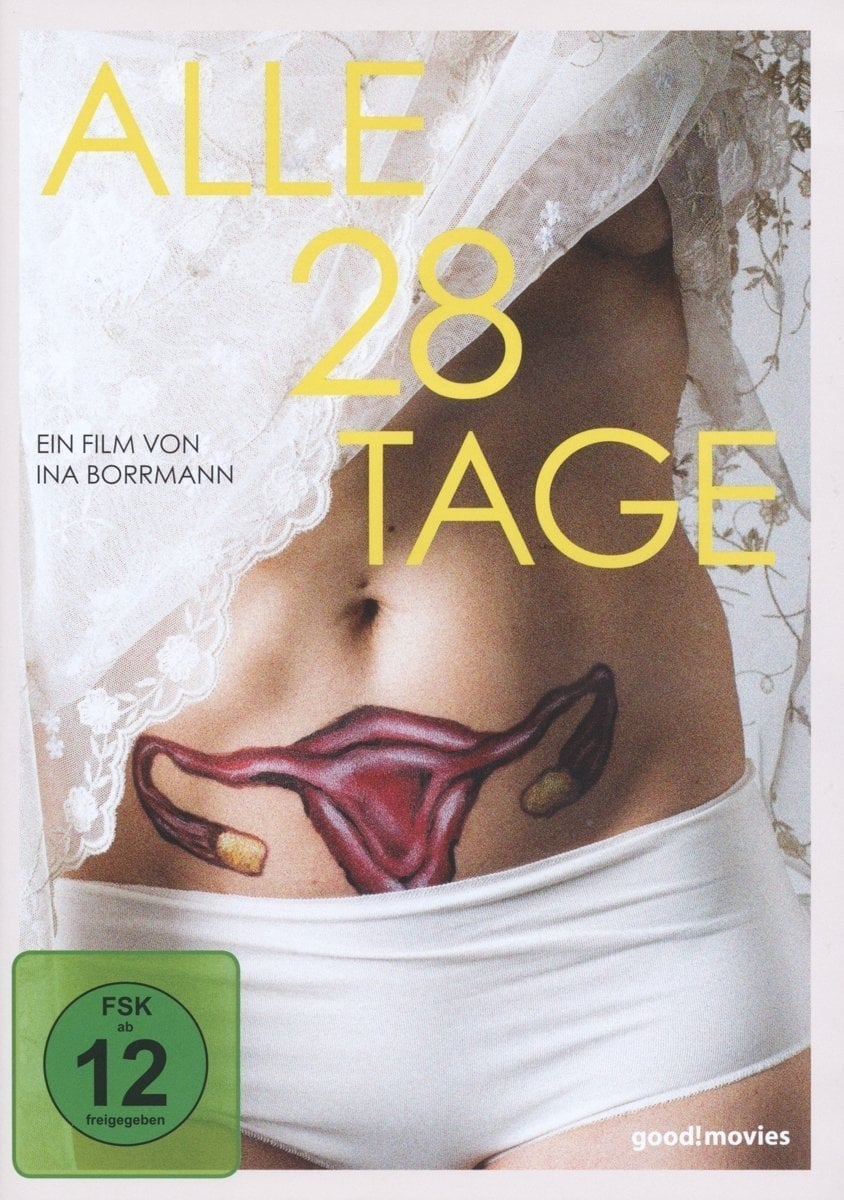 ALLE
28
TAGE
EIN FILM VON
INA BORRMANN
FSK
ab
12
freigegeben
good!movies